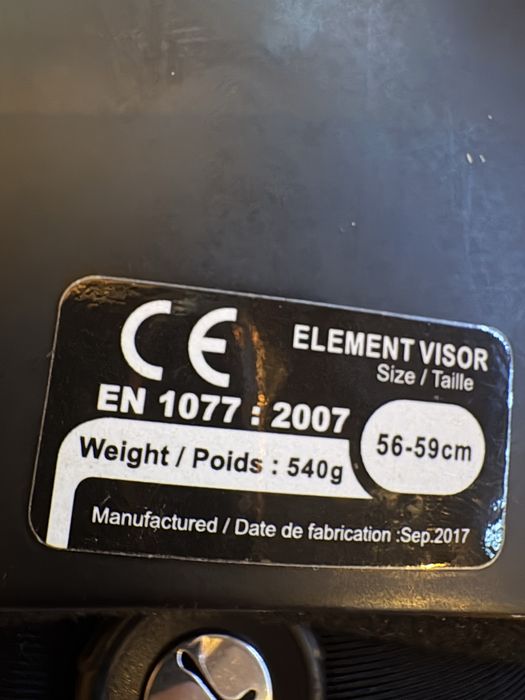 CE
ELEMENT VISOR
Size / Taille
EN 1077 : 2007
56-59cm
Weight / Poids : 540g
Manufactured / Date de fabrication :Sep.2017